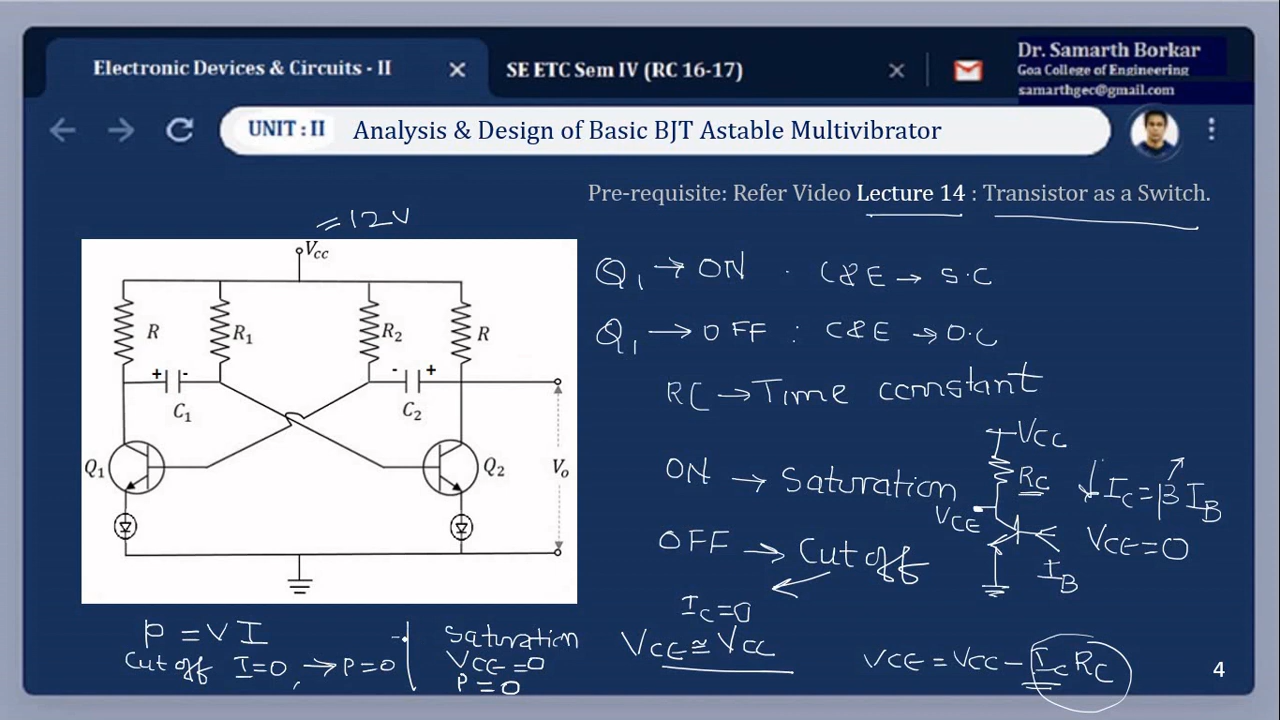 Electronic Devices & Circuits - II
SE ETC Sem IV (RC 16-17)
Dr. Samarth Borkar
Goa College of Engineering
samarthgec@gmail.com
UNIT : II
Analysis & Design of Basic BJT Astable Multivibrator
Pre-requisite: Refer Video Lecture 14 : Transistor as a Switch.
= 12V
Vcc
R R1 R2 R
+ - - +
C1 C2
Q1 Q2 Vo
Q1 → ON . C&E → S.C
Q1 → OFF : C&E → O.C
RC → Time constant
ON → Saturation
OFF → Cut off
IC=0
VCE ≅ VCC
VCC
RC
VCE
IB
↓ IC = β IB
VCE = 0
P = VI
Cut off I=0, → P=0
Saturation
VCE = 0
P = 0
VCE = VCC - IC RC
4